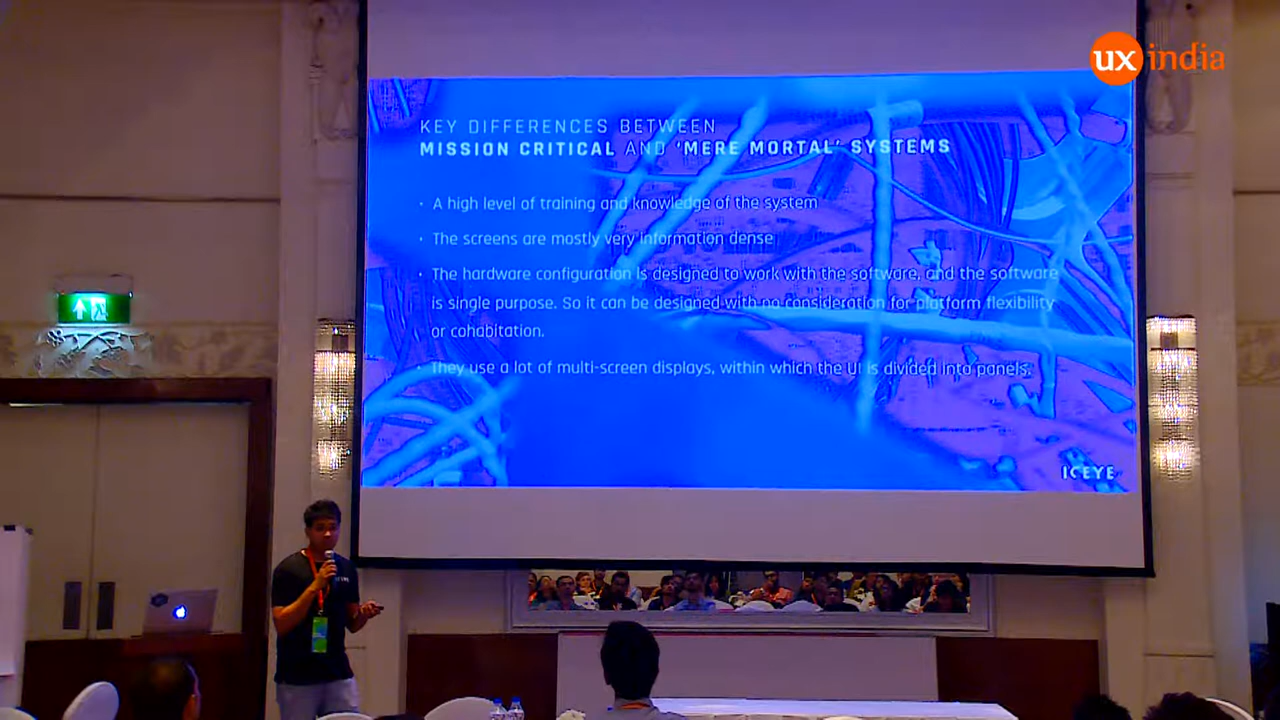 ux india
KEY DIFFERENCES BETWEEN
MISSION CRITICAL AND 'MERE MORTAL' SYSTEMS
· A high level of training and knowledge of the system
· The screens are mostly very information dense
· The hardware configuration is designed to work with the software, and the software
is single purpose. So it can be designed with no consideration for platform flexibility
or cohabitation.
· They use a lot of multi-screen displays, within which the UI is divided into panels.
ICEYE